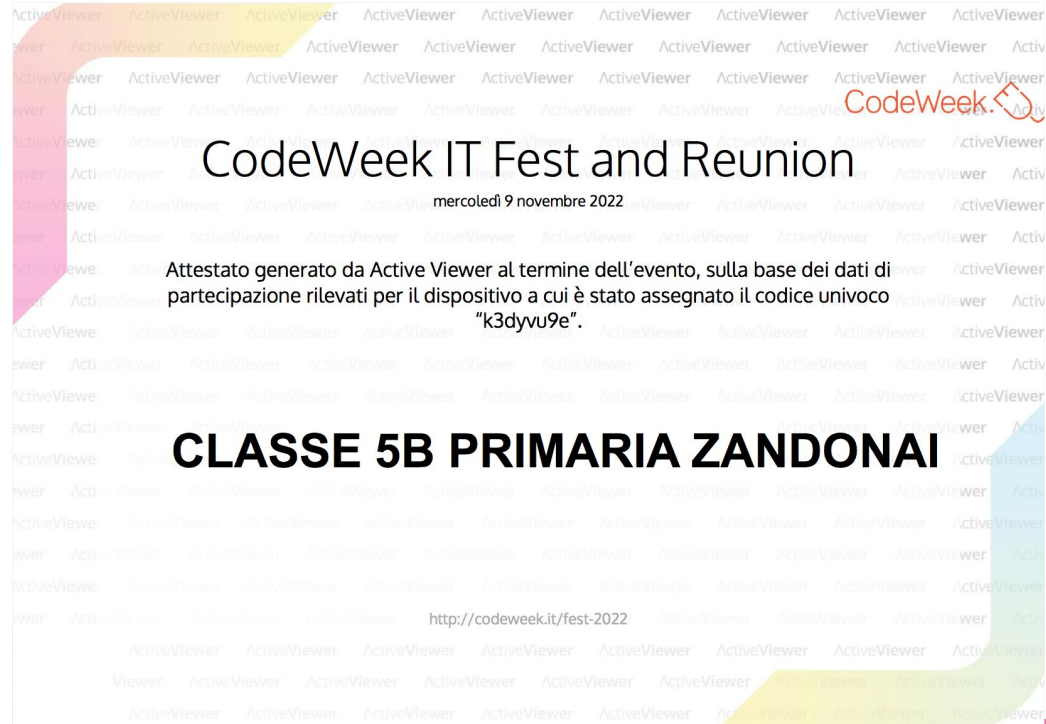 CodeWeek.
CodeWeek IT Fest and Reunion
mercoledì 9 novembre 2022
Attestato generato da Active Viewer al termine dell'evento, sulla base dei dati di
partecipazione rilevati per il dispositivo a cui è stato assegnato il codice univoco
“k3dyvu9e”.
CLASSE 5B PRIMARIA ZANDONAI
http://codeweek.it/fest-2022
ActiveViewer